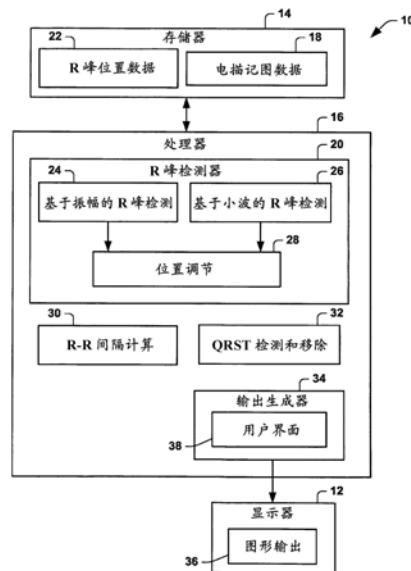 10
14
存储器
22
18
R 峰位置数据
电描记图数据
16
处理器
20
R 峰检测器
24
26
基于振幅的 R 峰检测
基于小波的 R 峰检测
28
位置调节
30
32
R-R 间隔计算
QRST 检测和移除
34
输出生成器
用户界面
38
12
显示器
图形输出
36